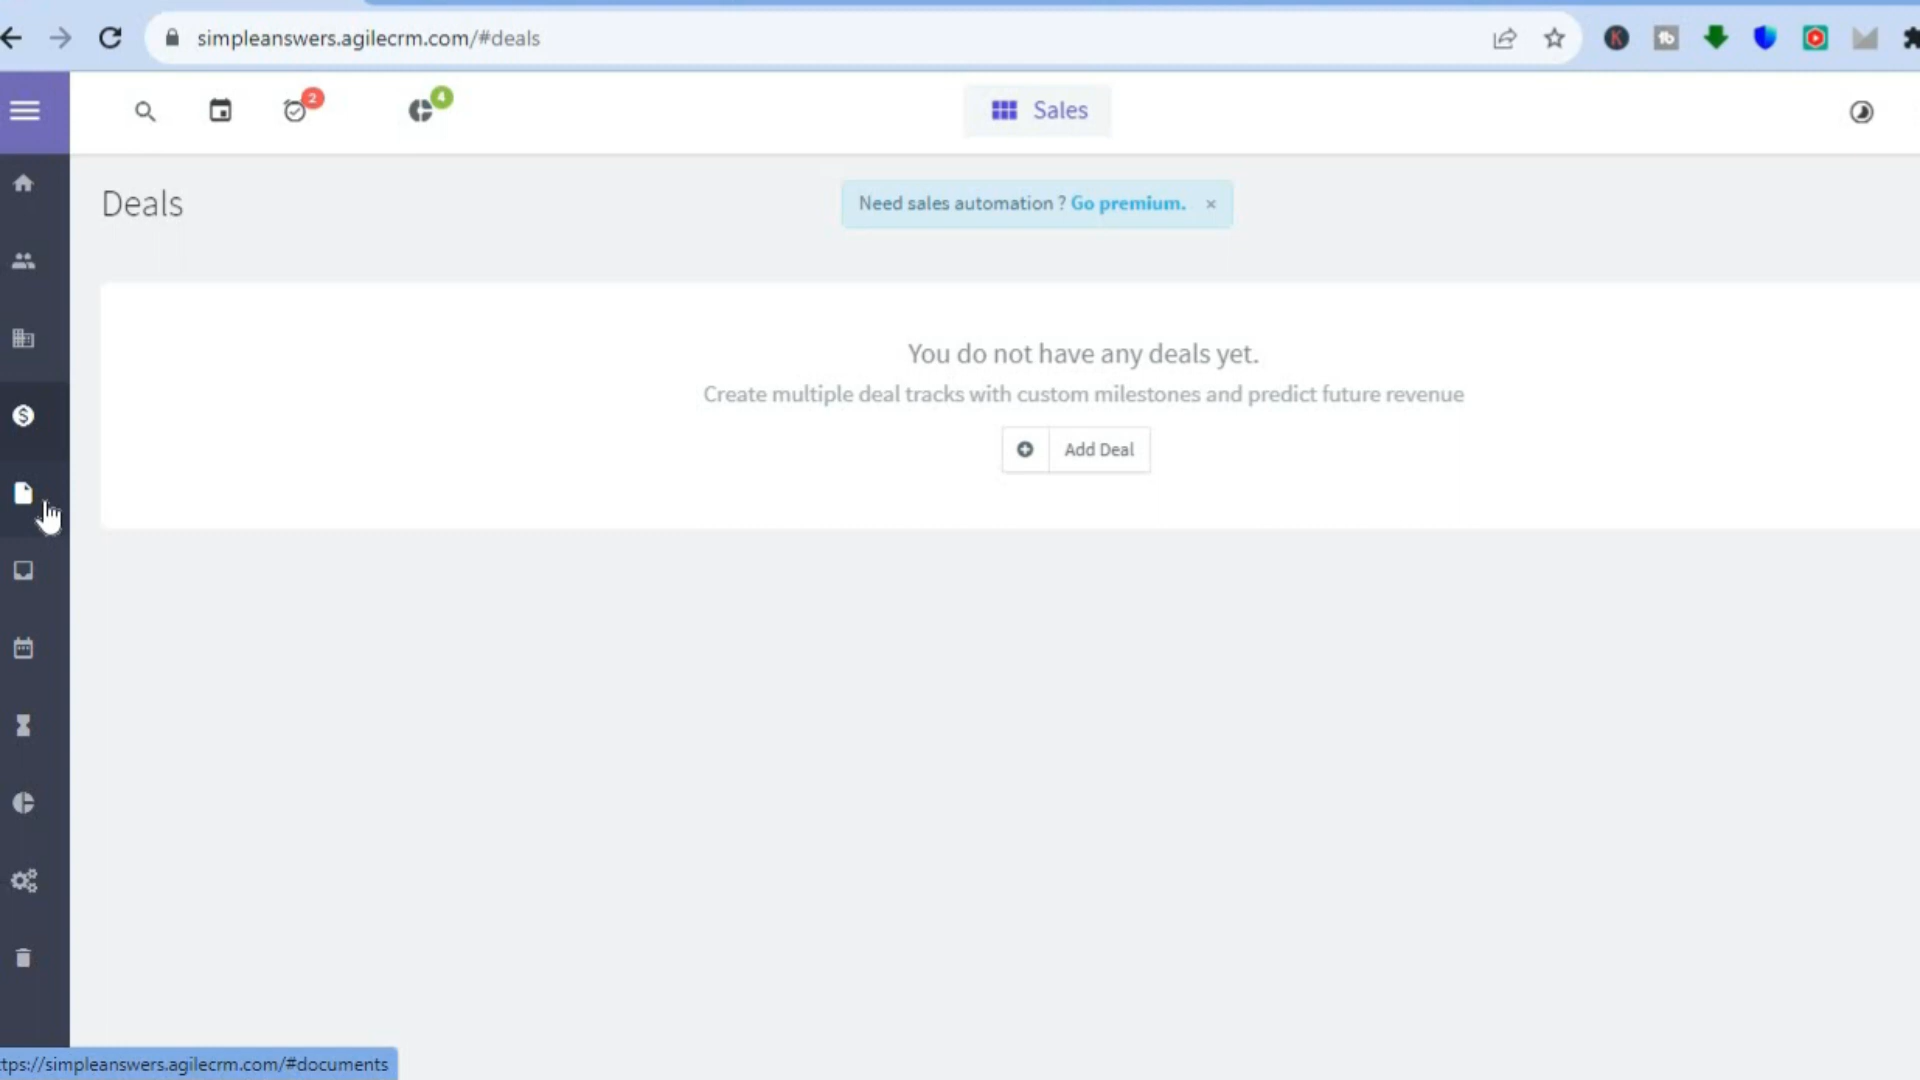 simpleanswers.agilecrm.com/#deals
2
4
Sales
Deals
Need sales automation ? Go premium. ×
You do not have any deals yet.
Create multiple deal tracks with custom milestones and predict future revenue
Add Deal
tps://simpleanswers.agilecrm.com/#documents